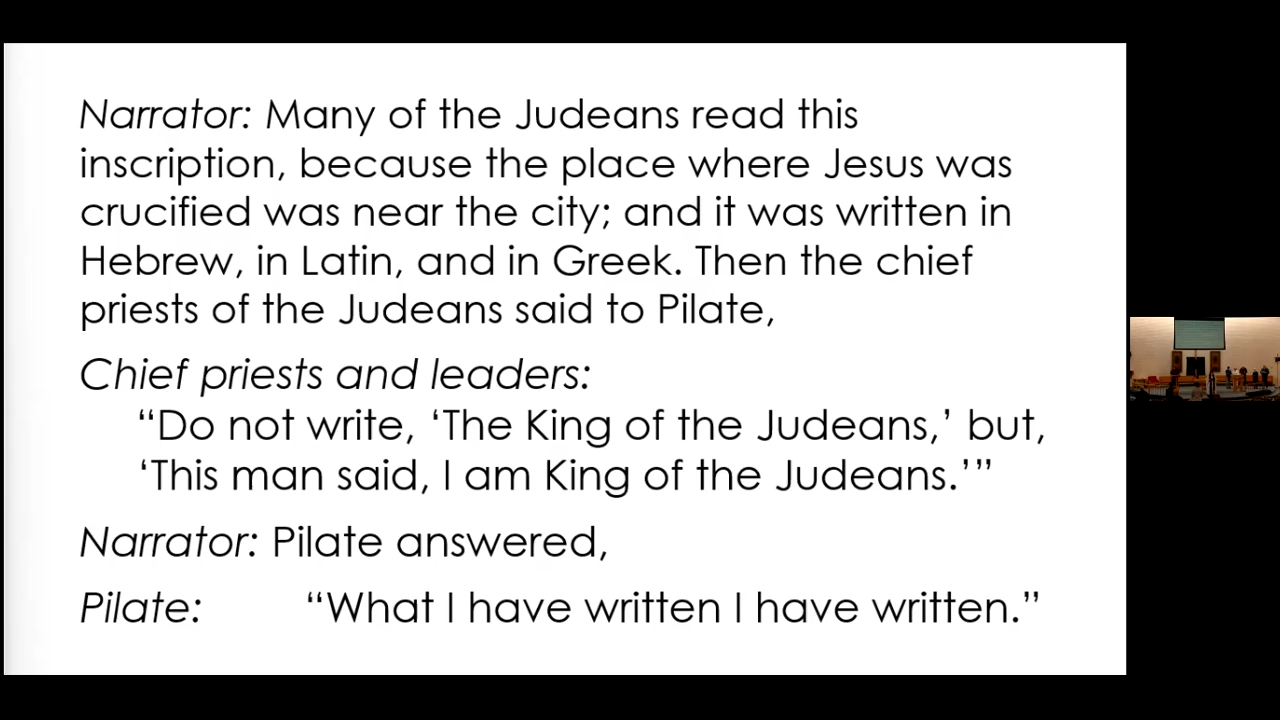 Narrator: Many of the Judeans read this
inscription, because the place where Jesus was
crucified was near the city; and it was written in
Hebrew, in Latin, and in Greek. Then the chief
priests of the Judeans said to Pilate,
Chief priests and leaders:
“Do not write, ‘The King of the Judeans,’ but,
‘This man said, I am King of the Judeans.’”
Narrator: Pilate answered,
Pilate: “What I have written I have written.”